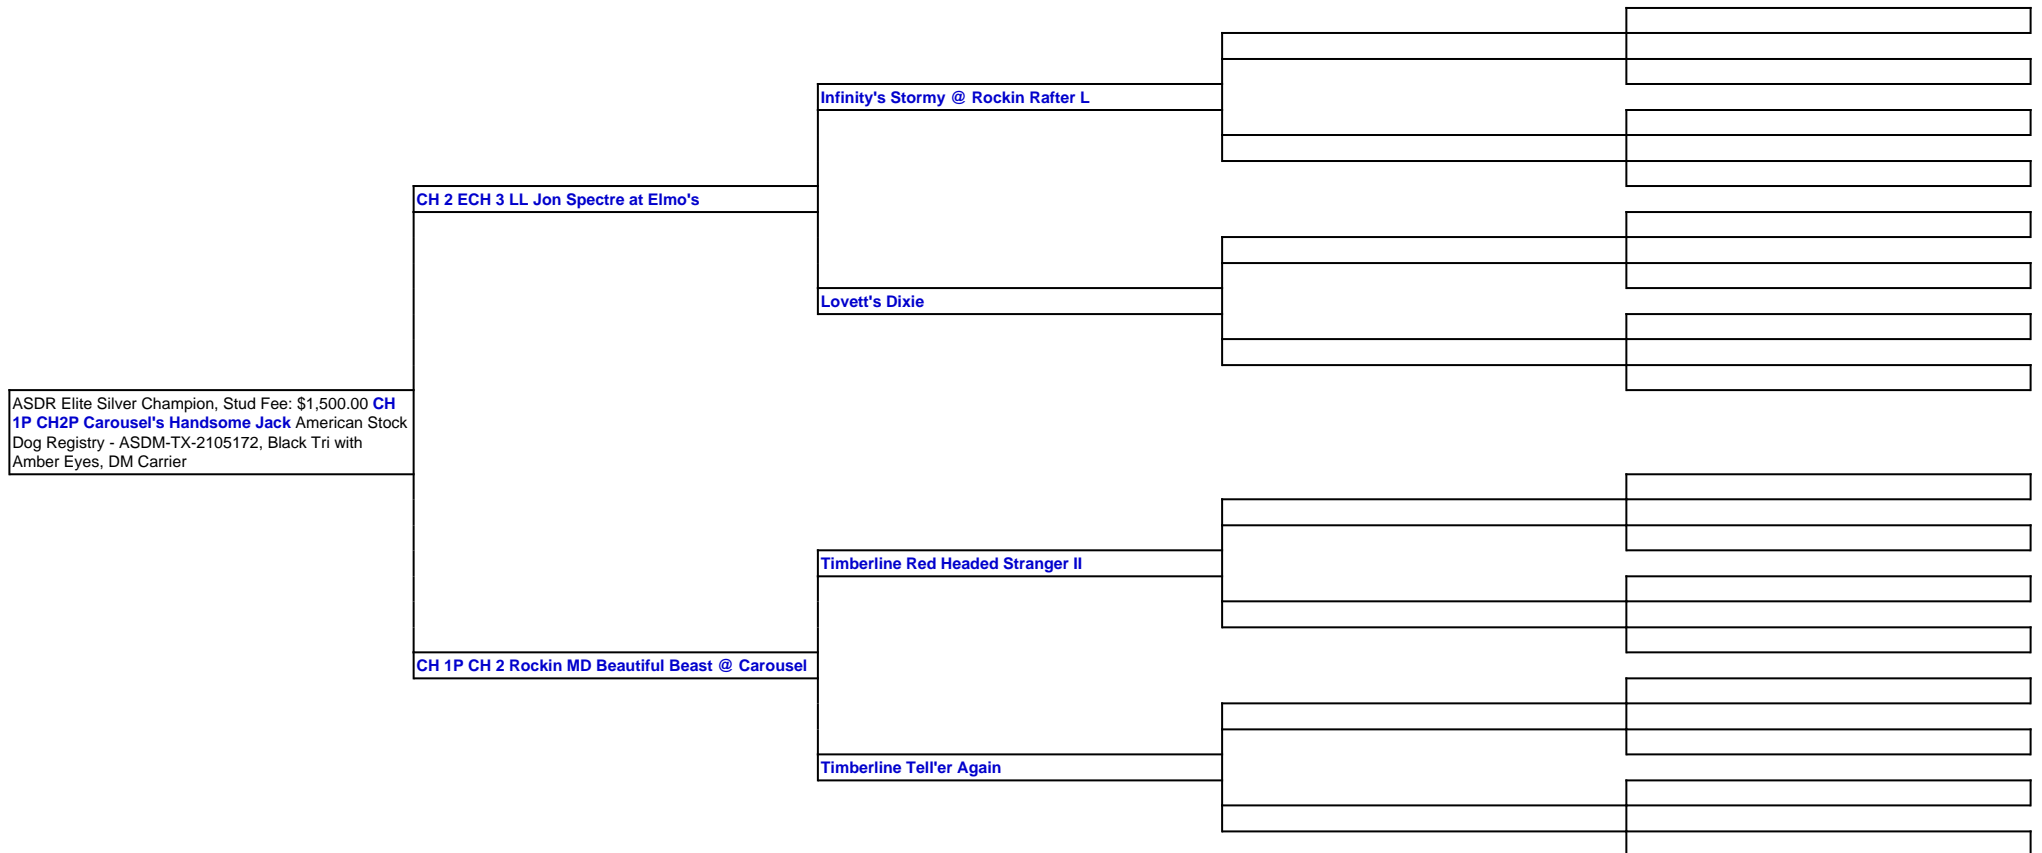 Infinity's Stormy @ Rockin Rafter L
CH 2 ECH 3 LL Jon Spectre at Elmo's
Lovett's Dixie
ASDR Elite Silver Champion, Stud Fee: $1,500.00 CH
1P CH2P Carousel's Handsome Jack American Stock
Dog Registry - ASDM-TX-2105172, Black Tri with
Amber Eyes, DM Carrier
Timberline Red Headed Stranger II
CH 1P CH 2 Rockin MD Beautiful Beast @ Carousel
Timberline Tell'er Again